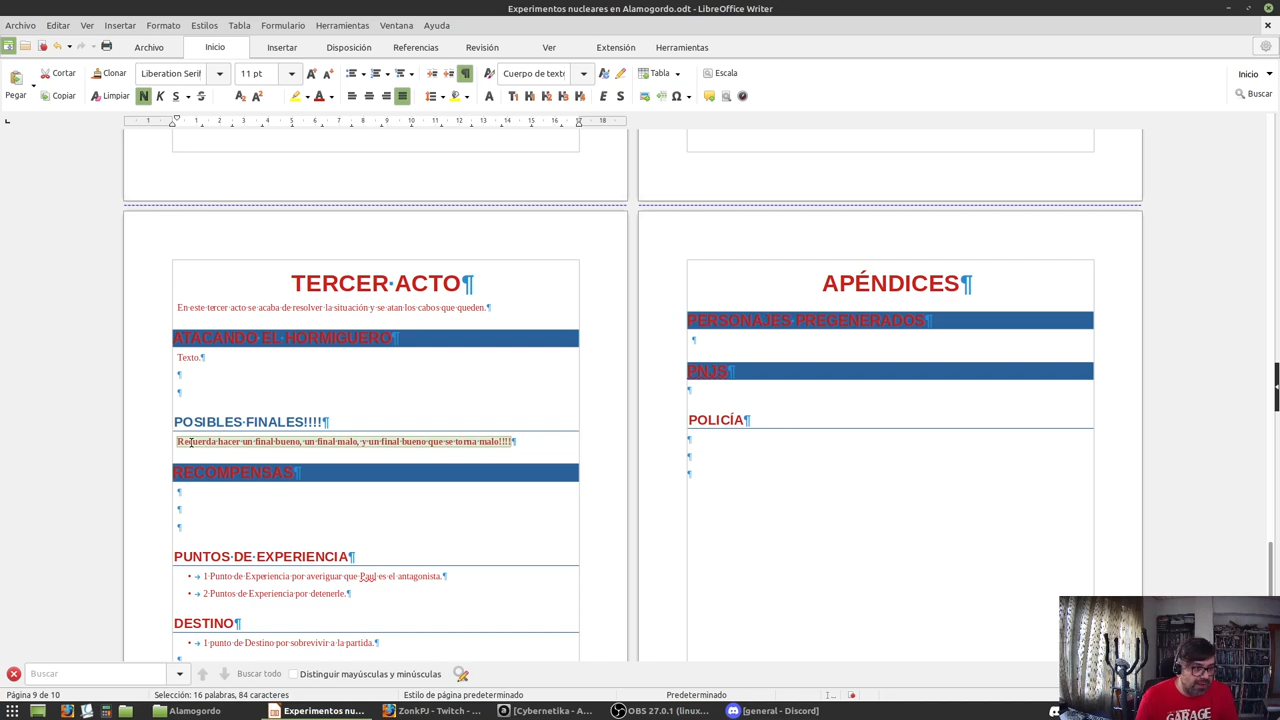 Experimentos nucleares en Alamogordo.odt - LibreOffice Writer
Archivo Editar Ver Insertar Formato Estilos Tabla Formulario Herramientas Ventana Ayuda
Archivo Inicio Insertar Disposición Referencias Revisión Ver Extensión Herramientas
Pegar Cortar Clonar Liberation Serif 11 pt Cuerpo de texto Tabla Escala Inicio
Copiar Limpiar Buscar
TERCER·ACTO¶
En·este·tercer·acto·se·acaba·de·resolver·la·situación·y·se·atan·los·cabos·que·queden.¶
ATACANDO·EL·HORMIGUERO¶
Texto.¶
¶
¶
POSIBLES·FINALES!!!!¶
Recuerda·hacer·un·final·bueno,·un·final·malo,·y·un·final·bueno·que·se·torna·malo!!!!¶
RECOMPENSAS¶
¶
¶
¶
PUNTOS·DE·EXPERIENCIA¶
• 1·Punto·de·Experiencia·por·averiguar·que·Paul·es·el·antagonista.¶
• 2·Puntos·de·Experiencia·por·detenerle.¶
DESTINO¶
• 1·punto·de·Destino·por·sobrevivir·a·la·partida.¶
APÉNDICES¶
PERSONAJES·PREGENERADOS¶
¶
PNJS¶
¶
POLICÍA¶
¶
¶
¶
Buscar Buscar todo Distinguir mayúsculas y minúsculas
Página 9 de 10 Selección: 16 palabras, 84 caracteres Estilo de página predeterminado Predeterminado
Alamogordo Experimentos nu... ZonkPJ - Twitch - ... [Cybernetika - A... OBS 27.0.1 (linux... [general - Discord]
GARAGE